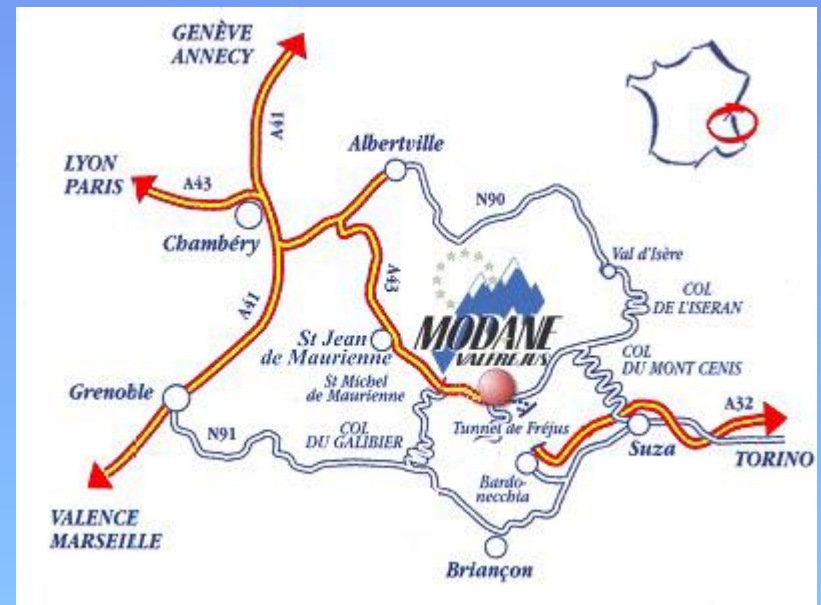 GENÈVE
ANNECY
A41
LYON
PARIS
A43
Chambéry
Albertville
N90
Val d'Isère
COL
DE L'ISERAN
A41
A43
MODANE
VALFREJUS
St Jean
de Maurienne
St Michel
de Maurienne
COL
DU MONT CENIS
Grenoble
N91
COL
DU GALIBIER
Tunnel de Fréjus
A32
Suza
TORINO
Bardo-
necchia
VALENCE
MARSEILLE
Briançon